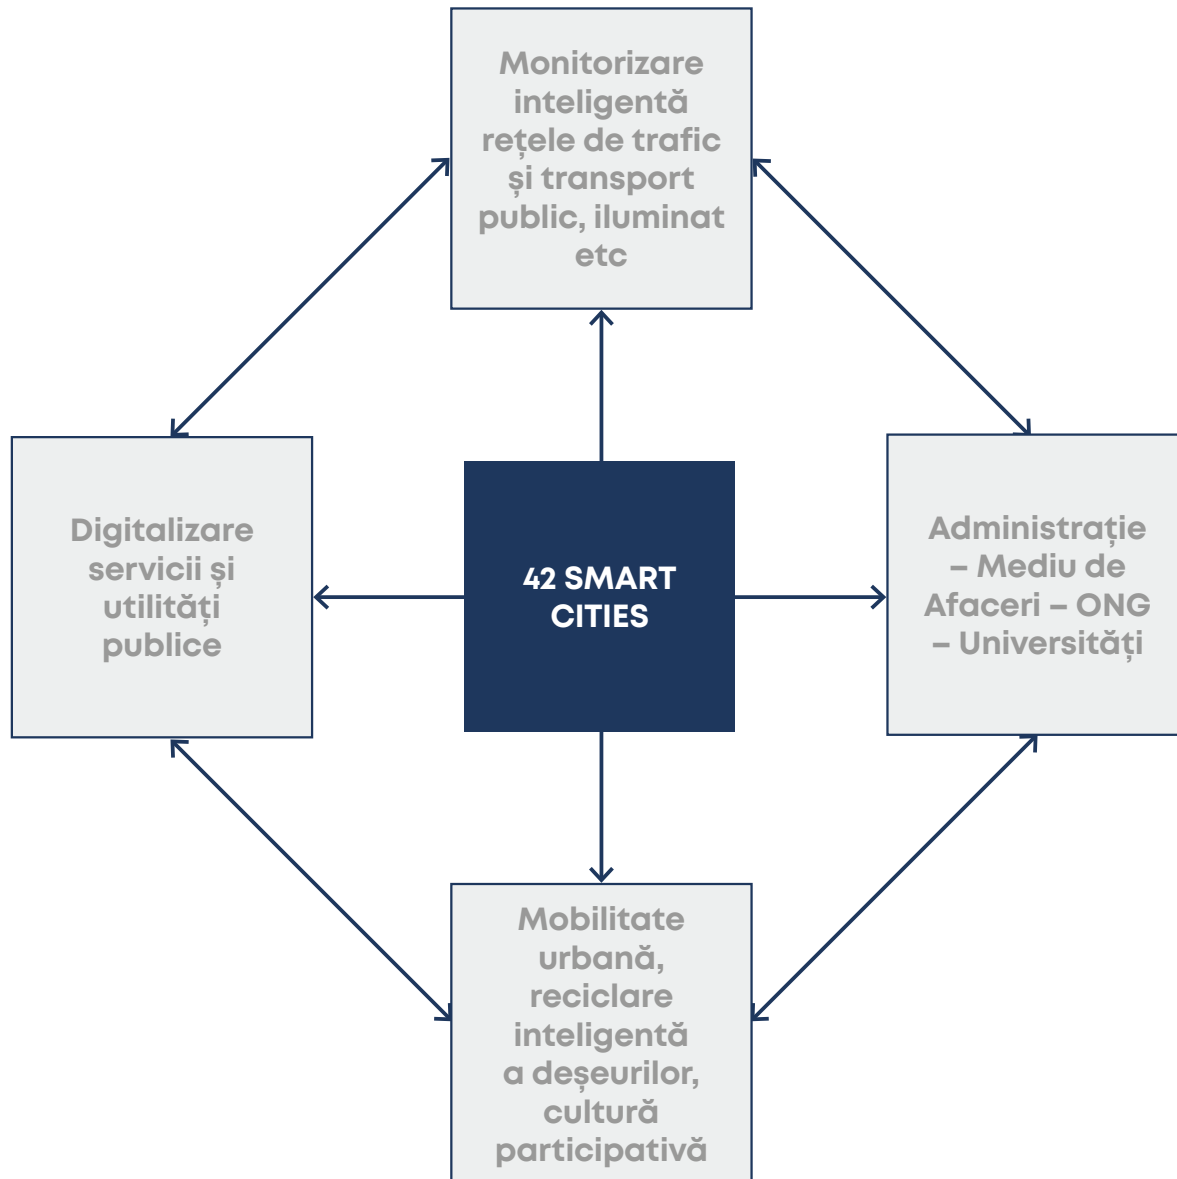 Monitorizare
inteligentă
rețele de trafic
și transport
public, iluminat
etc
Digitalizare
servicii și
utilități
publice
42 SMART
CITIES
Administrație
– Mediu de
Afaceri – ONG
– Universități
Mobilitate
urbană,
reciclare
inteligentă
a deșeurilor,
cultură
participativă